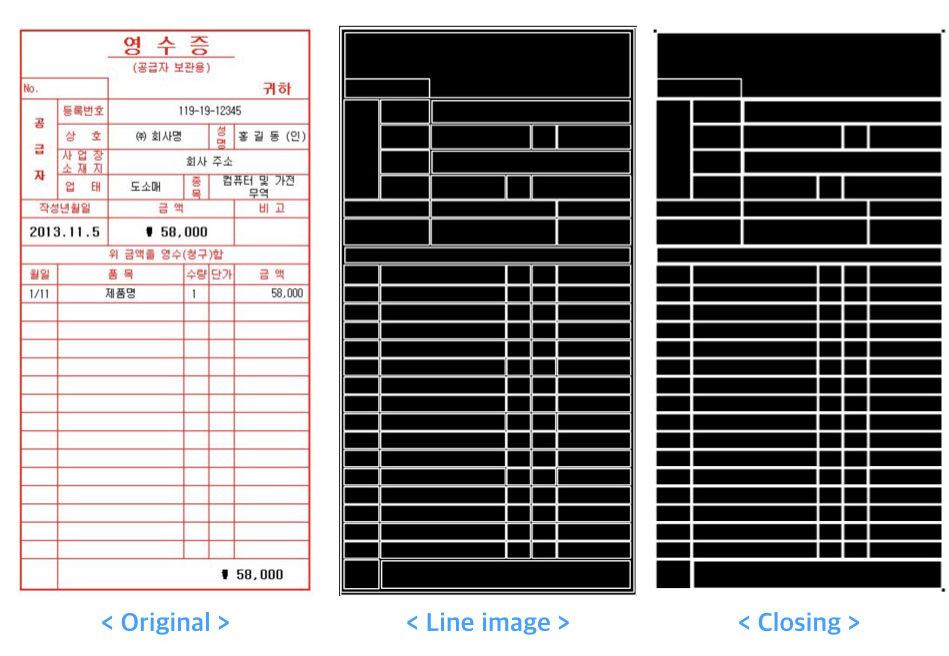 영 수 증
(공급자 보관용)
No.
귀하
공 급 자
등록번호 119-19-12345
상 호 ㈜ 회사명 성명 홍 길 동 (인)
사 업 장 소 재 지 회사 주소
업 태 도소매 종목 컴퓨터 및 가전 무역
작성년월일 금 액 비 고
2013.11.5 ₩ 58,000
위 금액을 영수(청구)함
월일 품 목 수량 단가 금 액
1/11 제품명 1 58,000
₩ 58,000
< Original > < Line image > < Closing >